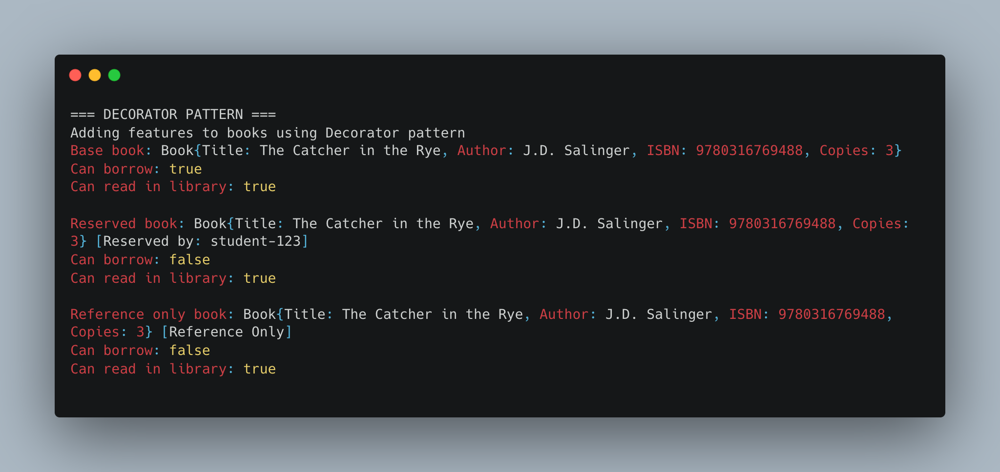 === DECORATOR PATTERN ===
Adding features to books using Decorator pattern
Base book: Book{Title: The Catcher in the Rye, Author: J.D. Salinger, ISBN: 9780316769488, Copies: 3}
Can borrow: true
Can read in library: true
Reserved book: Book{Title: The Catcher in the Rye, Author: J.D. Salinger, ISBN: 9780316769488, Copies:
3} [Reserved by: student-123]
Can borrow: false
Can read in library: true
Reference only book: Book{Title: The Catcher in the Rye, Author: J.D. Salinger, ISBN: 9780316769488,
Copies: 3} [Reference Only]
Can borrow: false
Can read in library: true